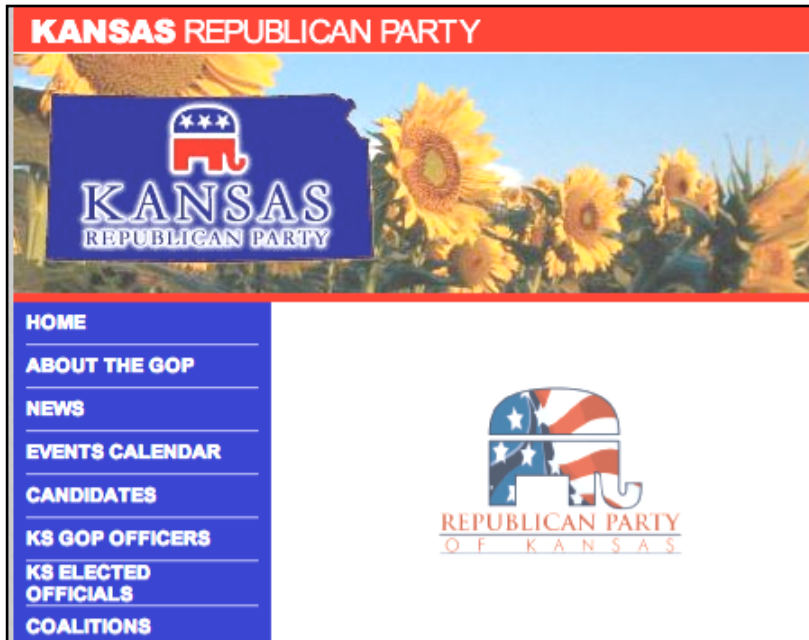 KANSAS REPUBLICAN PARTY
KANSAS
REPUBLICAN PARTY
HOME
ABOUT THE GOP
NEWS
EVENTS CALENDAR
CANDIDATES
KS GOP OFFICERS
KS ELECTED
OFFICIALS
COALITIONS
REPUBLICAN PARTY
OF KANSAS